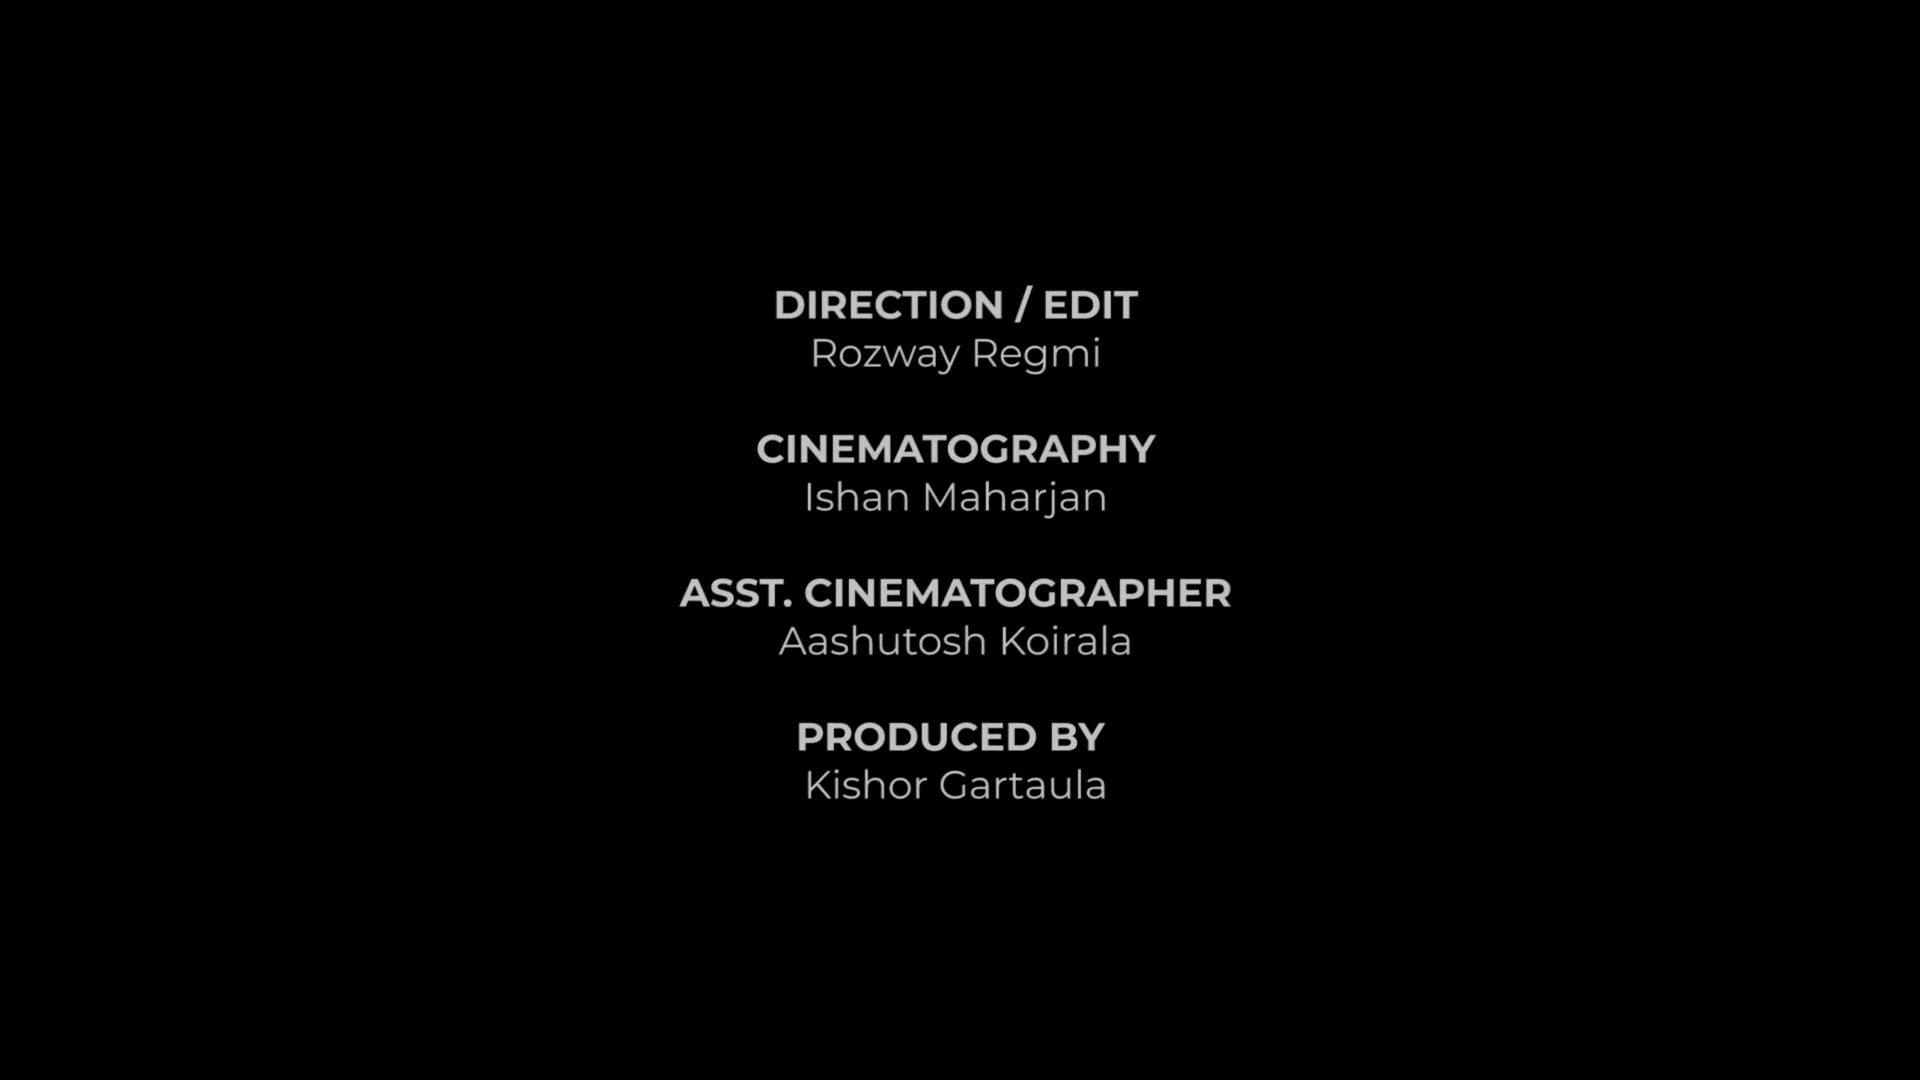 DIRECTION / EDIT
Rozway Regmi
CINEMATOGRAPHY
Ishan Maharjan
ASST. CINEMATOGRAPHER
Aashutosh Koirala
PRODUCED BY
Kishor Gartaula